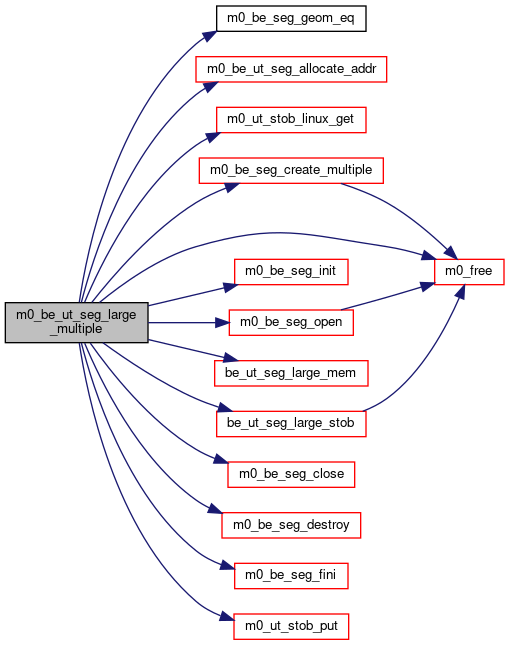 m0_be_seg_geom_eq
m0_be_ut_seg_allocate_addr
m0_ut_stob_linux_get
m0_be_seg_create_multiple
m0_free
m0_be_seg_init
m0_be_ut_seg_large
_multiple
m0_be_seg_open
be_ut_seg_large_mem
be_ut_seg_large_stob
m0_be_seg_close
m0_be_seg_destroy
m0_be_seg_fini
m0_ut_stob_put